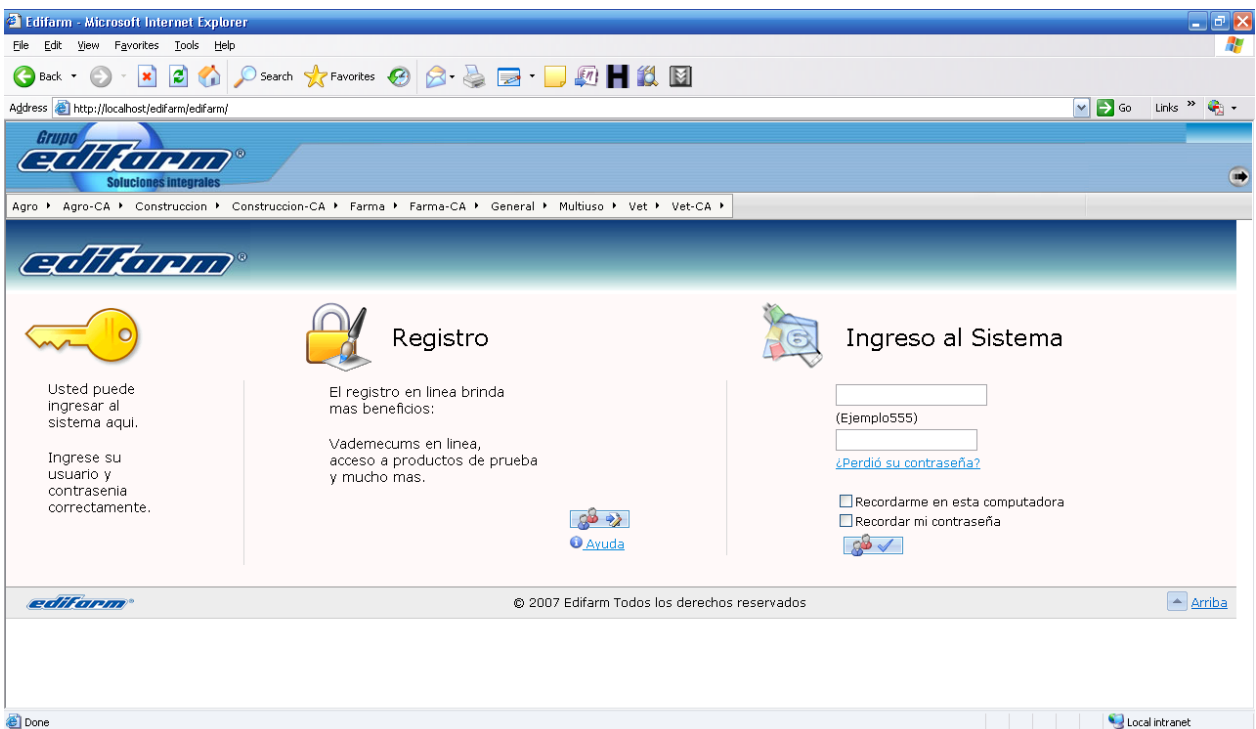 Edifarm - Microsoft Internet Explorer
File Edit View Favorites Tools Help
Back Search Favorites
Address http://localhost/edifarm/edifarm/ Go Links »
Grupo
edifarm®
Soluciones integrales
Agro Agro-CA Construccion Construccion-CA Farma Farma-CA General Multiuso Vet Vet-CA
edifarm®
Registro
Ingreso al Sistema
Usted puede
ingresar al
sistema aqui.
Ingrese su
usuario y
contrasenia
correctamente.
El registro en linea brinda
mas beneficios:
Vademecums en linea,
acceso a productos de prueba
y mucho mas.
Ayuda
(Ejemplo555)
¿Perdió su contraseña?
Recordarme en esta computadora
Recordar mi contraseña
edifarm®
© 2007 Edifarm Todos los derechos reservados
Arriba
Done
Local intranet